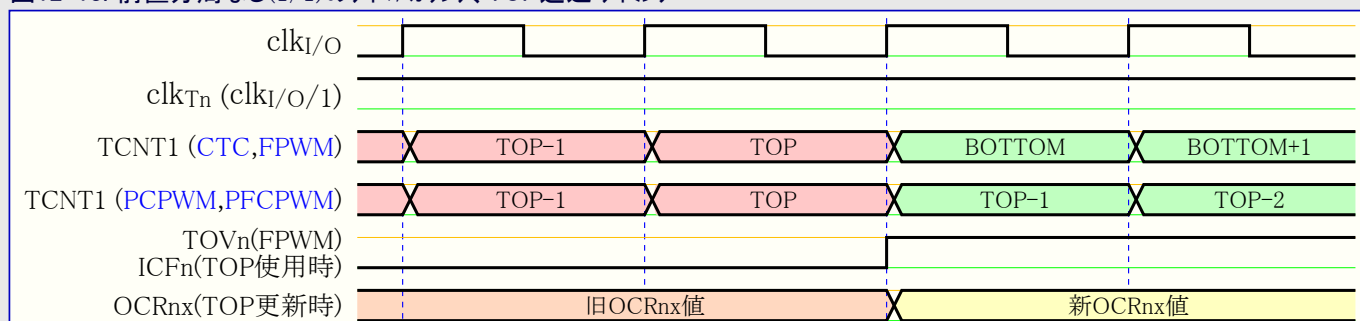 clkI/O
clkTn (clkI/O/1)
TCNT1 (CTC,FPWM) TOP-1 TOP BOTTOM BOTTOM+1
TCNT1 (PCPWM,PFCPWM) TOP-1 TOP TOP-1 TOP-2
TOVn(FPWM)
ICFn(TOP使用時)
OCRnx(TOP更新時) 旧OCRnx値 新OCRnx値